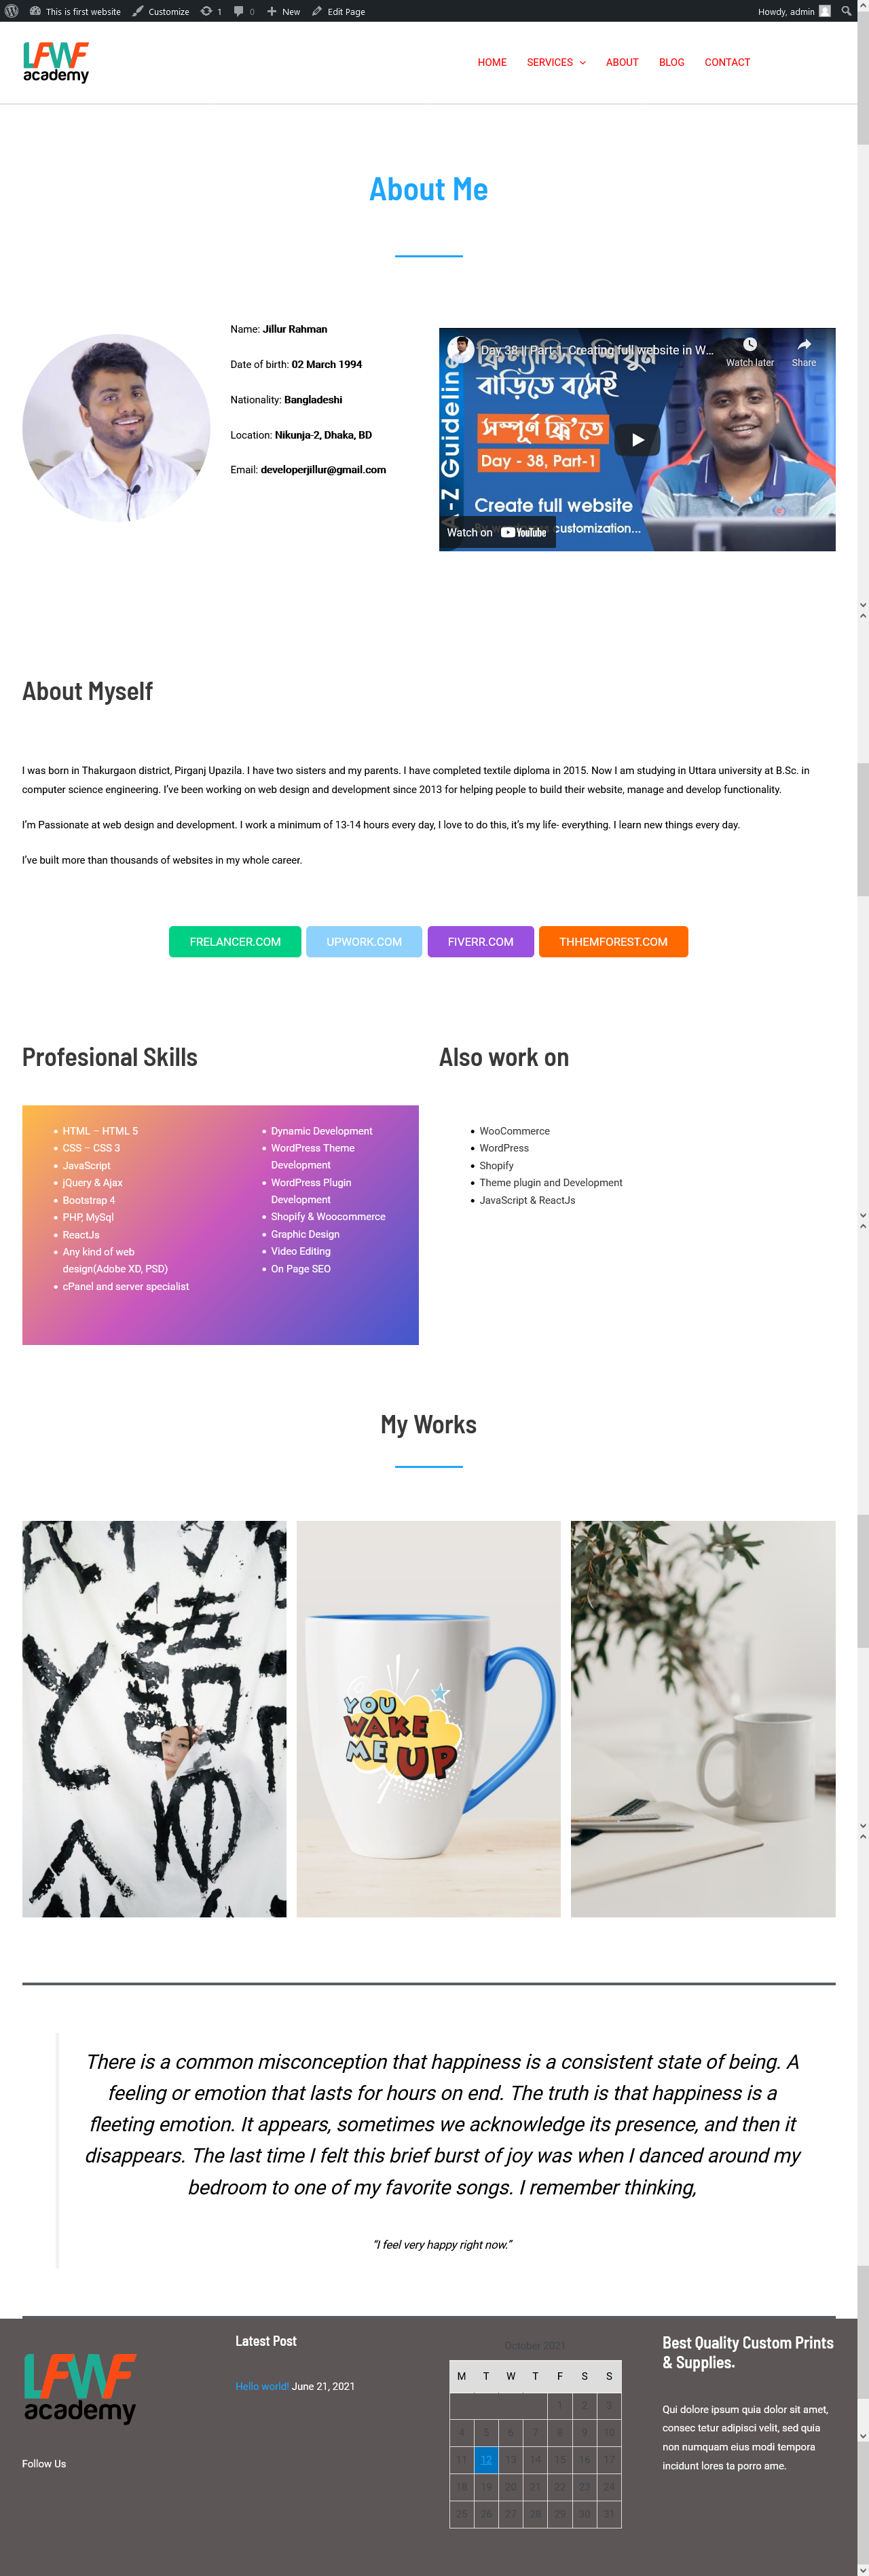 This is first website Customize 1 0 New Edit Page Howdy, admin
LFWF
academy
HOME SERVICES ABOUT BLOG CONTACT
About Me
Name: Jillur Rahman
Date of birth: 02 March 1994
Nationality: Bangladeshi
Location: Nikunja-2, Dhaka, BD
Email: developerjillur@gmail.com
Day 38 || Part-1, Creating full website in W...
Watch later Share
বাড়িতে বসেই
সম্পূর্ণ ফ্রি'তে
Day - 38, Part-1
A-Z Guideline
Create full website
customization...
Watch on YouTube
About Myself
I was born in Thakurgaon district, Pirganj Upazila. I have two sisters and my parents. I have completed textile diploma in 2015. Now I am studying in Uttara university at B.Sc. in
computer science engineering. I've been working on web design and development since 2013 for helping people to build their website, manage and develop functionality.
I'm Passionate at web design and development. I work a minimum of 13-14 hours every day, I love to do this, it's my life- everything. I learn new things every day.
I've built more than thousands of websites in my whole career.
FRELANCER.COM UPWORK.COM FIVERR.COM THHEMFOREST.COM
Profesional Skills
HTML – HTML 5
CSS – CSS 3
JavaScript
jQuery & Ajax
Bootstrap 4
PHP, MySql
ReactJs
Any kind of web
design(Adobe XD, PSD)
cPanel and server specialist
Dynamic Development
WordPress Theme
Development
WordPress Plugin
Development
Shopify & Woocommerce
Graphic Design
Video Editing
On Page SEO
Also work on
WooCommerce
WordPress
Shopify
Theme plugin and Development
JavaScript & ReactJs
My Works
YOU
WAKE
ME UP
There is a common misconception that happiness is a consistent state of being. A
feeling or emotion that lasts for hours on end. The truth is that happiness is a
fleeting emotion. It appears, sometimes we acknowledge its presence, and then it
disappears. The last time I felt this brief burst of joy was when I danced around my
bedroom to one of my favorite songs. I remember thinking,
“I feel very happy right now.”
LFWF
academy
Follow Us
Latest Post
Hello world! June 21, 2021
October 2021
M T W T F S S
1 2 3
4 5 6 7 8 9 10
11 12 13 14 15 16 17
18 19 20 21 22 23 24
25 26 27 28 29 30 31
Best Quality Custom Prints
& Supplies.
Qui dolore ipsum quia dolor sit amet,
consec tetur adipisci velit, sed quia
non numquam eius modi tempora
incidunt lores ta porro ame.